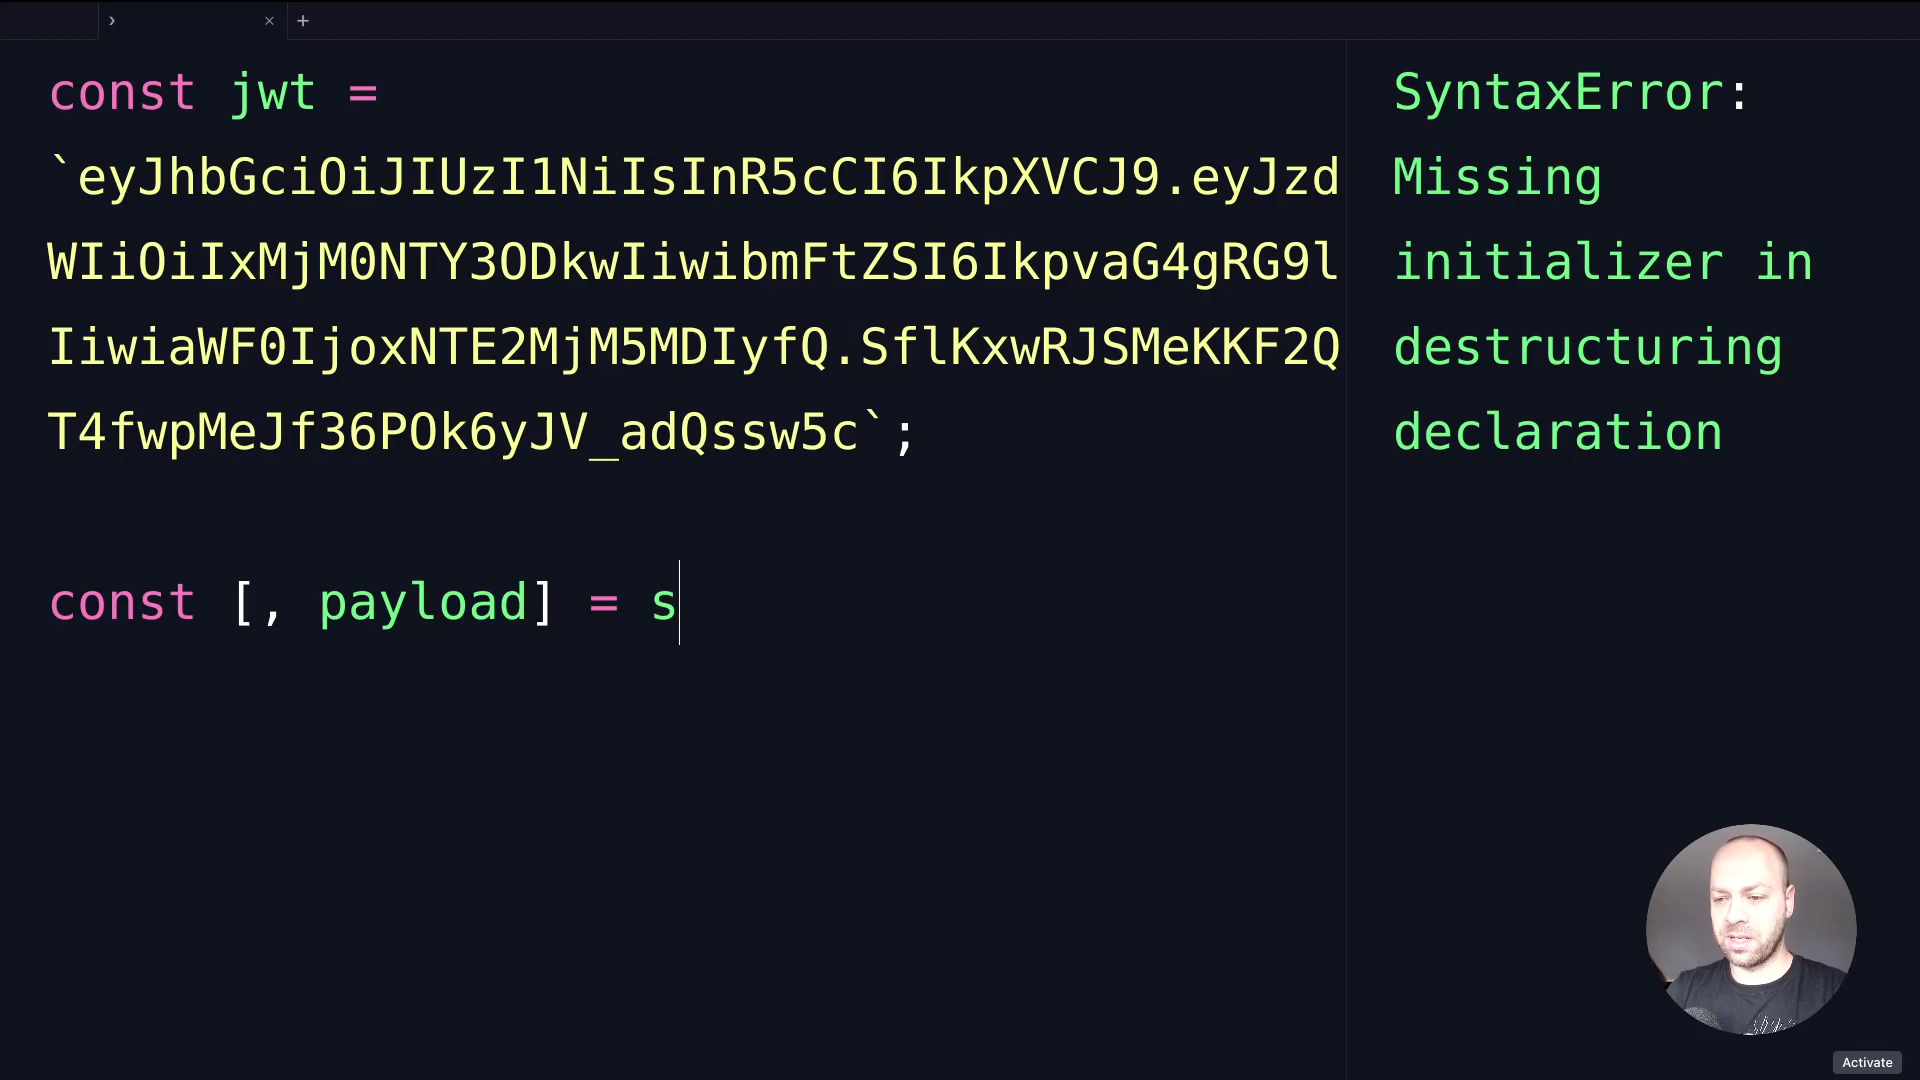 const jwt =
`eyJhbGciOiJIUzI1NiIsInR5cCI6IkpXVCJ9.eyJzd
WIiOiIxMjM0NTY3ODkwIiwibmFtZSI6IkpvaG4gRG9l
IiwiaWF0IjoxNTE2MjM5MDIyfQ.SflKxwRJSMeKKF2Q
T4fwpMeJf36POk6yJV_adQssw5c`;
const [, payload] = s
SyntaxError:
Missing
initializer in
destructuring
declaration
Activate